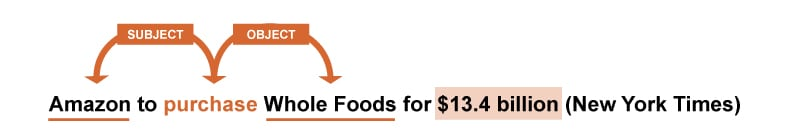 SUBJECT OBJECT
Amazon to purchase Whole Foods for $13.4 billion (New York Times)